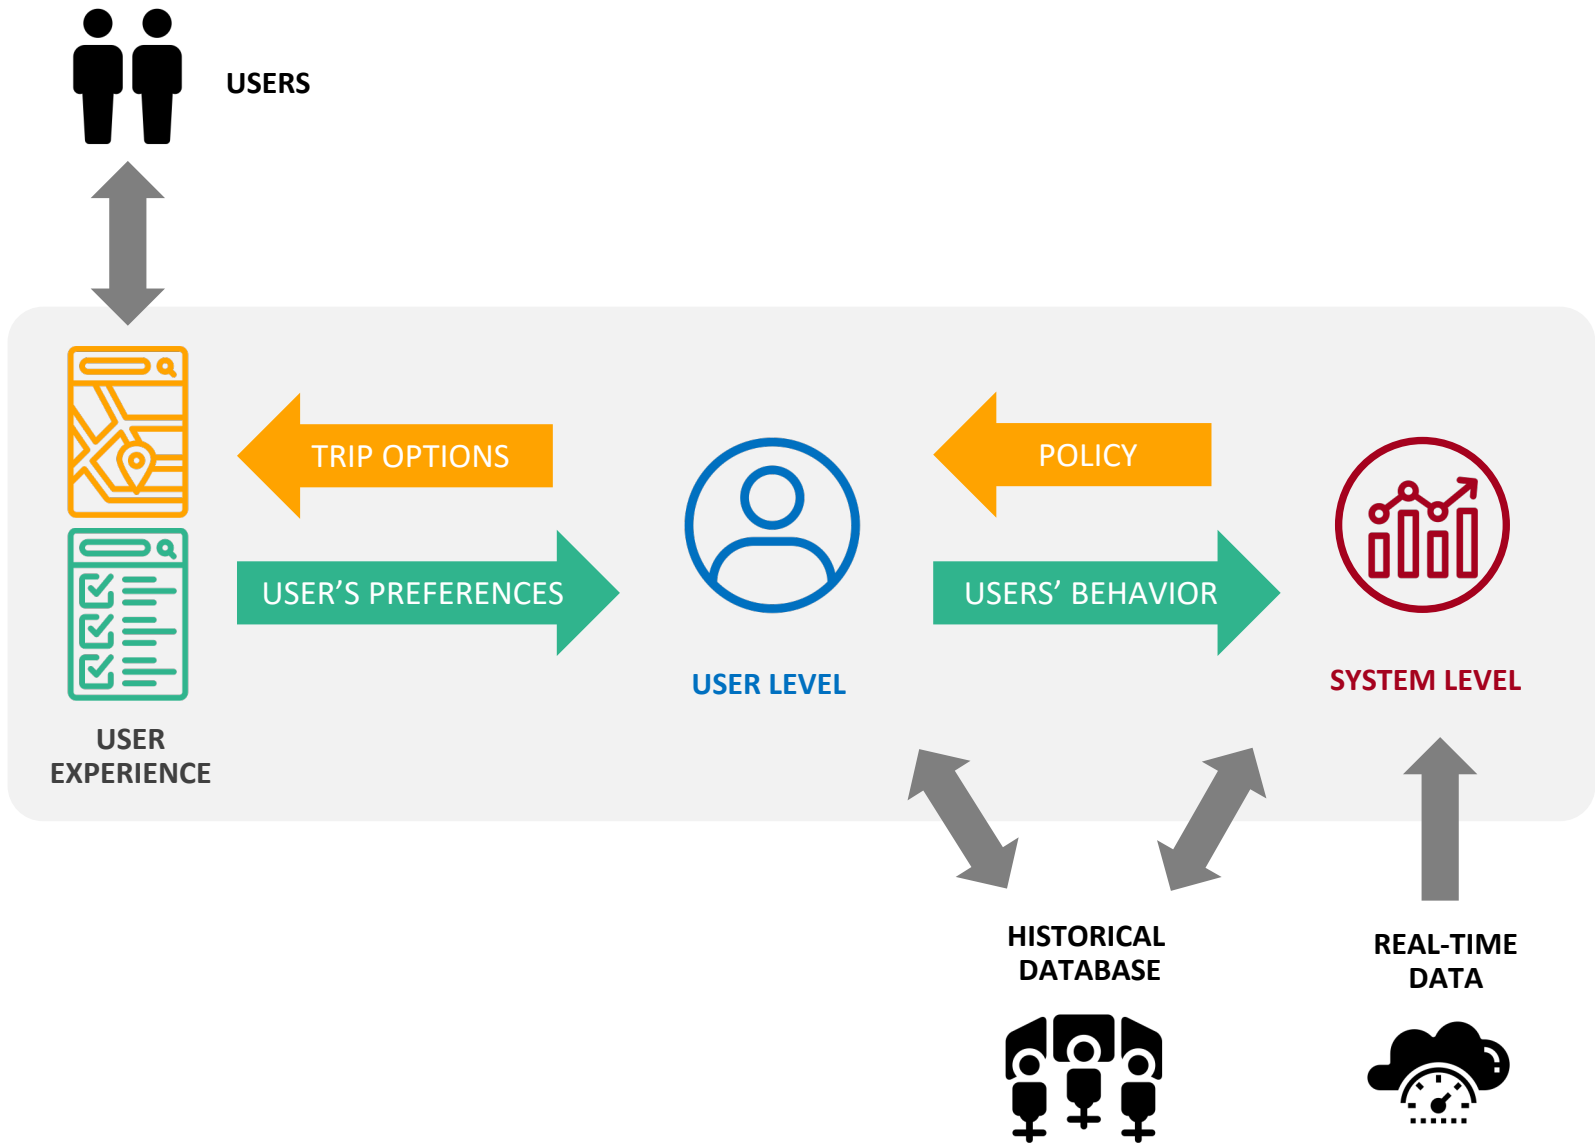 USERS
TRIP OPTIONS
POLICY
USER'S PREFERENCES
USERS' BEHAVIOR
USER LEVEL
SYSTEM LEVEL
USER
EXPERIENCE
HISTORICAL
DATABASE
REAL-TIME
DATA